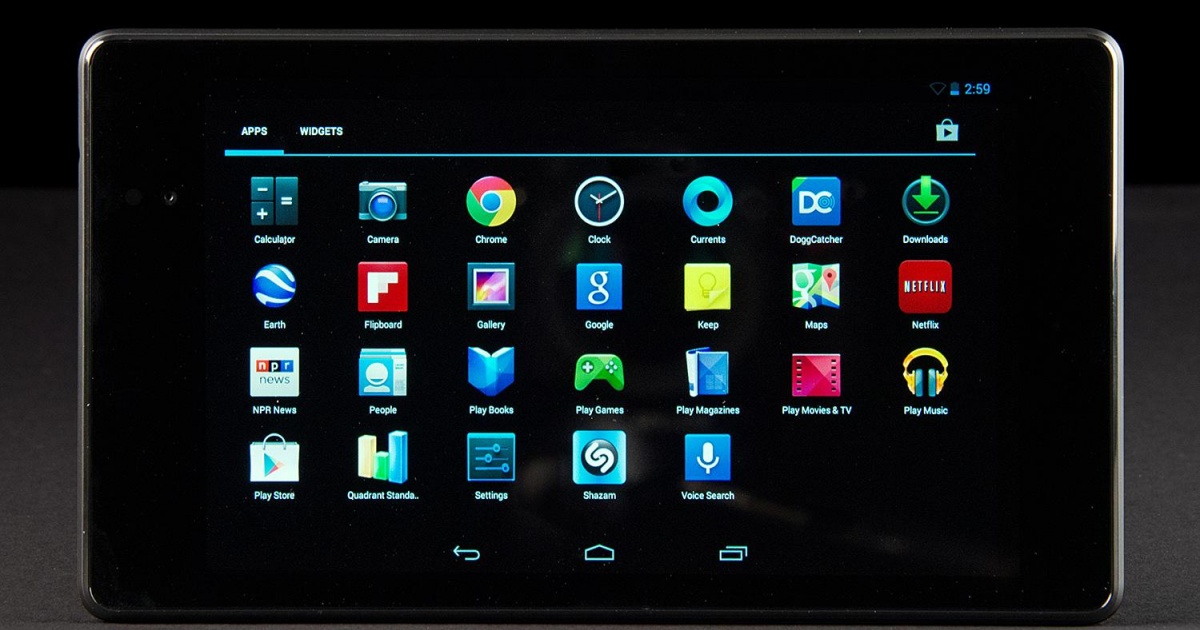 2:59
APPS WIDGETS
Calculator Camera Chrome Clock Currents DoggCatcher Downloads
DC
NETFLIX
Earth Flipboard Gallery Google Keep Maps Netflix
g
g
npr
news
NPR News People Play Books Play Games Play Magazines Play Movies & TV Play Music
Play Store Quadrant Standa.. Settings Shazam Voice Search